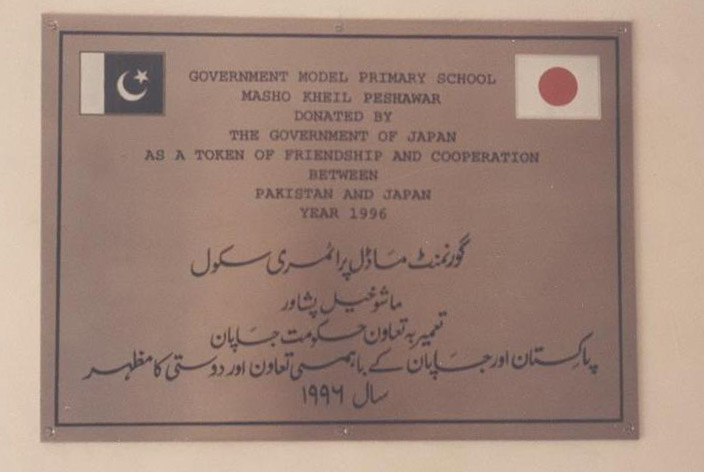 GOVERNMENT MODEL PRIMARY SCHOOL
MASHO KHEIL PESHAWAR
DONATED BY
THE GOVERNMENT OF JAPAN
AS A TOKEN OF FRIENDSHIP AND COOPERATION
BETWEEN
PAKISTAN AND JAPAN
YEAR 1996
گورنمنٹ ماڈل پرائمری سکول
ماشوخیل پشاور
تعمیر بہ تعاون حکومت جاپان
پاکستان اور جاپان کے باہمی تعاون اور دوستی کا مظہر
سال ۱۹۹۶